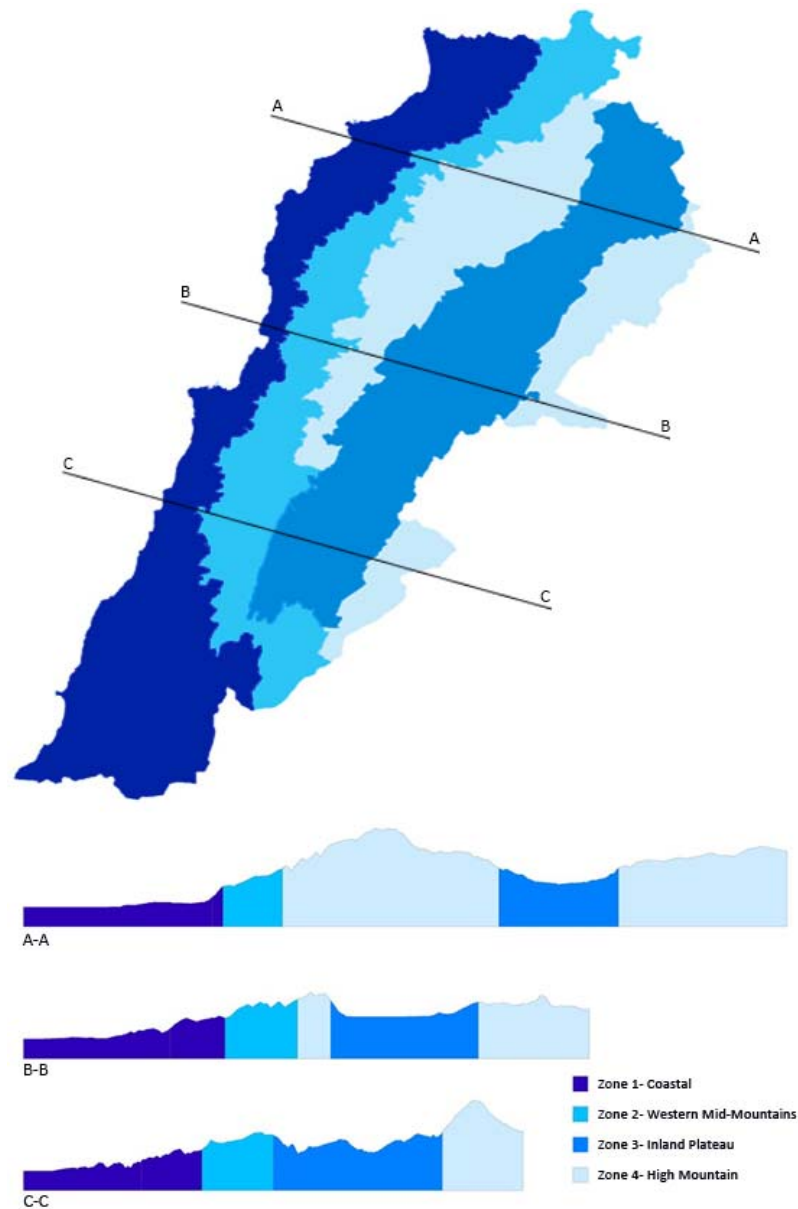 A
A
B
B
C
C
A-A
B-B
Zone 1- Coastal
Zone 2- Western Mid-Mountains
Zone 3- Inland Plateau
Zone 4- High Mountain
C-C